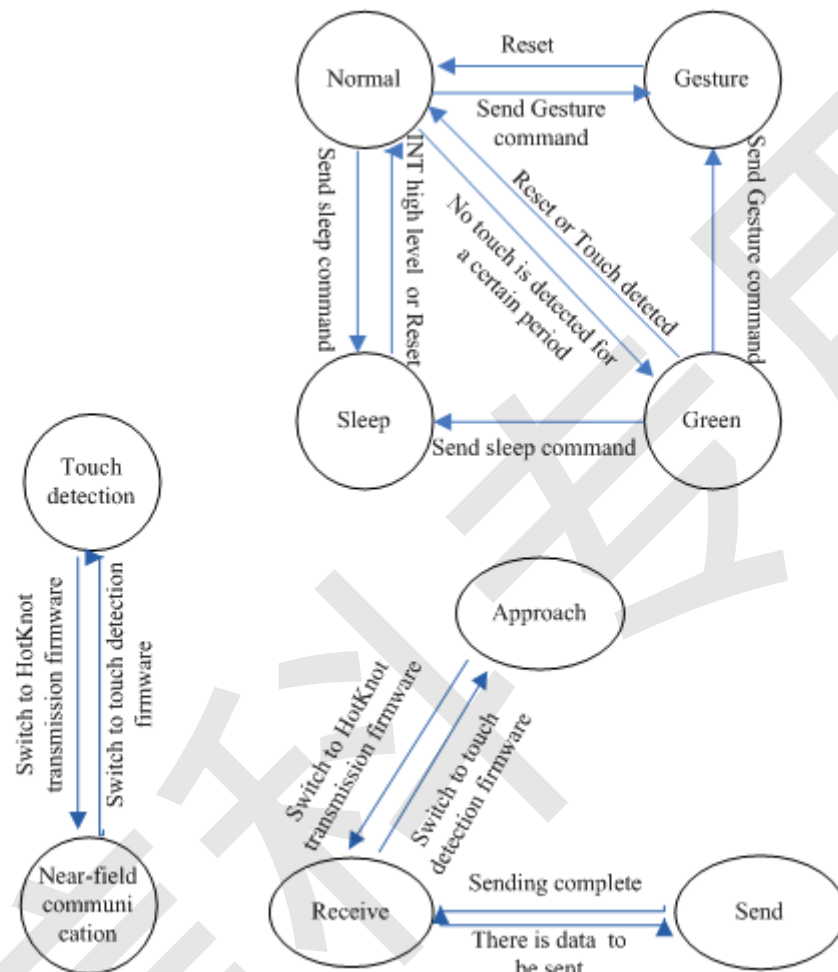 Reset
Normal
Gesture
Send Gesture
command
Send sleep command
INT high level or Reset
Reset or Touch deteted
No touch is detected for
a certain period
Send Gesture command
Sleep
Green
Send sleep command
Touch
detection
Switch to HotKnot
transmission firmware
Switch to touch detection
firmware
Near-field
communi
cation
Approach
Switch to HotKnot
transmission firmware
Switch to touch
detection firmware
Receive
Sending complete
Send
There is data to
be sent